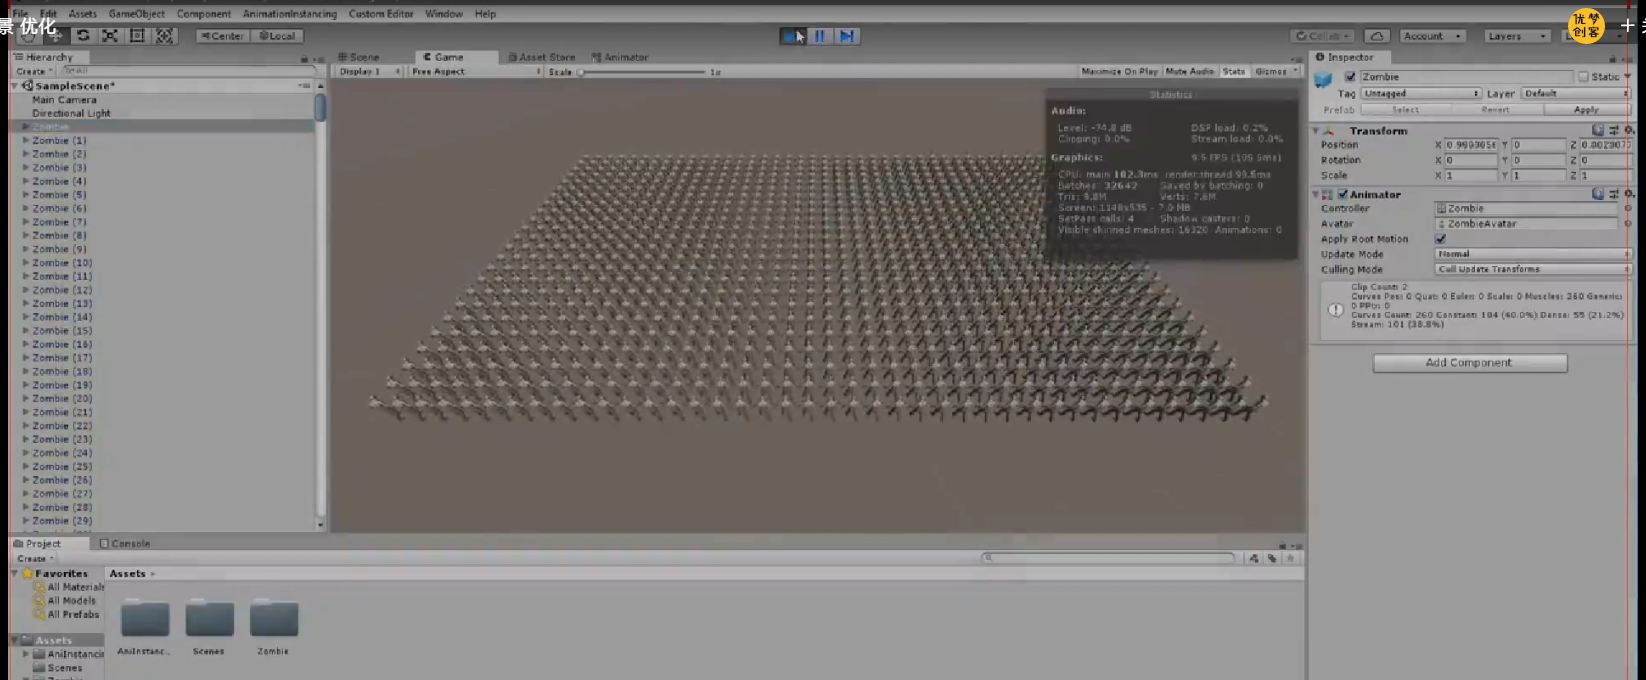 File Edit Assets GameObject Component AnimationInstancing Custom Editor Window Help
景 优化
优梦
创客
Center Local
Collab Account Layers
Hierarchy
Create All
SampleScene*
Main Camera
Directional Light
Zombie
Zombie (1)
Zombie (2)
Zombie (3)
Zombie (4)
Zombie (5)
Zombie (6)
Zombie (7)
Zombie (8)
Zombie (9)
Zombie (10)
Zombie (11)
Zombie (12)
Zombie (13)
Zombie (14)
Zombie (15)
Zombie (16)
Zombie (17)
Zombie (18)
Zombie (19)
Zombie (20)
Zombie (21)
Zombie (22)
Zombie (23)
Zombie (24)
Zombie (25)
Zombie (26)
Zombie (27)
Zombie (28)
Zombie (29)
Scene Game Asset Store Animator
Display 1 Free Aspect Scale 1x Maximize On Play Mute Audio Stats Gizmos
Statistics
Audio:
Level: -74.8 dB DSP load: 0.2%
Clipping: 0.0% Stream load: 0.0%
Graphics: 9.5 FPS (105.5ms)
CPU: main 102.3ms render thread 99.6ms
Batches: 32642 Saved by batching: 0
Tris: 9.8M Verts: 7.6M
Screen: 1148x535 - 7.0 MB
SetPass calls: 4 Shadow casters: 0
Visible skinned meshes: 16320 Animations: 0
Inspector
Zombie Static
Tag Untagged Layer Default
Prefab Select Revert Apply
Transform
Position X Y 0 Z
Rotation X 0 Y 0 Z 0
Scale X 1 Y 1 Z 1
Animator
Controller Zombie
Avatar ZombieAvatar
Apply Root Motion
Update Mode Normal
Culling Mode Cull Update Transforms
Clip Count: 2
Curves Pos: 0 Quat: 0 Euler: 0 Scale: 0 Muscles: 260 Generic:
0 PPtr: 0
Curves Count: 260 Constant: 104 (40.0%) Dense: 55 (21.2%)
Stream: 101 (38.8%)
Add Component
Project Console
Create
Favorites
All Materials
All Models
All Prefabs
Assets
AniInstancin
Scenes
Assets
AniInstanc... Scenes Zombie